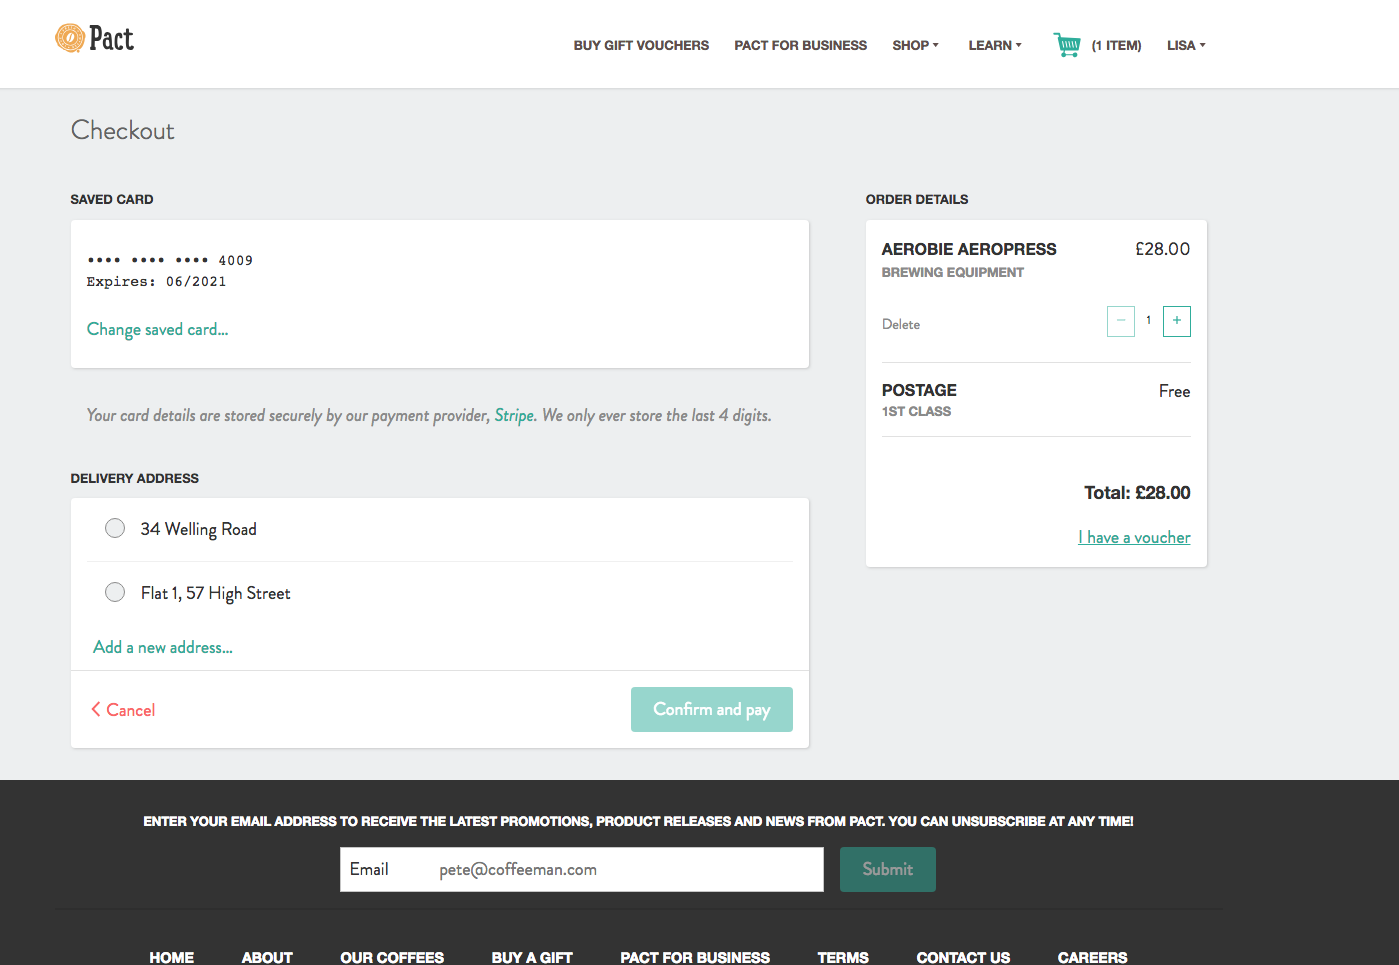 Pact
BUY GIFT VOUCHERS PACT FOR BUSINESS SHOP LEARN (1 ITEM) LISA
Checkout
SAVED CARD
•••• •••• •••• 4009
Expires: 06/2021
Change saved card...
Your card details are stored securely by our payment provider, Stripe. We only ever store the last 4 digits.
DELIVERY ADDRESS
34 Welling Road
Flat 1, 57 High Street
Add a new address...
Cancel
Confirm and pay
ORDER DETAILS
AEROBIE AEROPRESS £28.00
BREWING EQUIPMENT
Delete − 1 +
POSTAGE Free
1ST CLASS
Total: £28.00
I have a voucher
ENTER YOUR EMAIL ADDRESS TO RECEIVE THE LATEST PROMOTIONS, PRODUCT RELEASES AND NEWS FROM PACT. YOU CAN UNSUBSCRIBE AT ANY TIME!
Email pete@coffeeman.com Submit
HOME ABOUT OUR COFFEES BUY A GIFT PACT FOR BUSINESS TERMS CONTACT US CAREERS